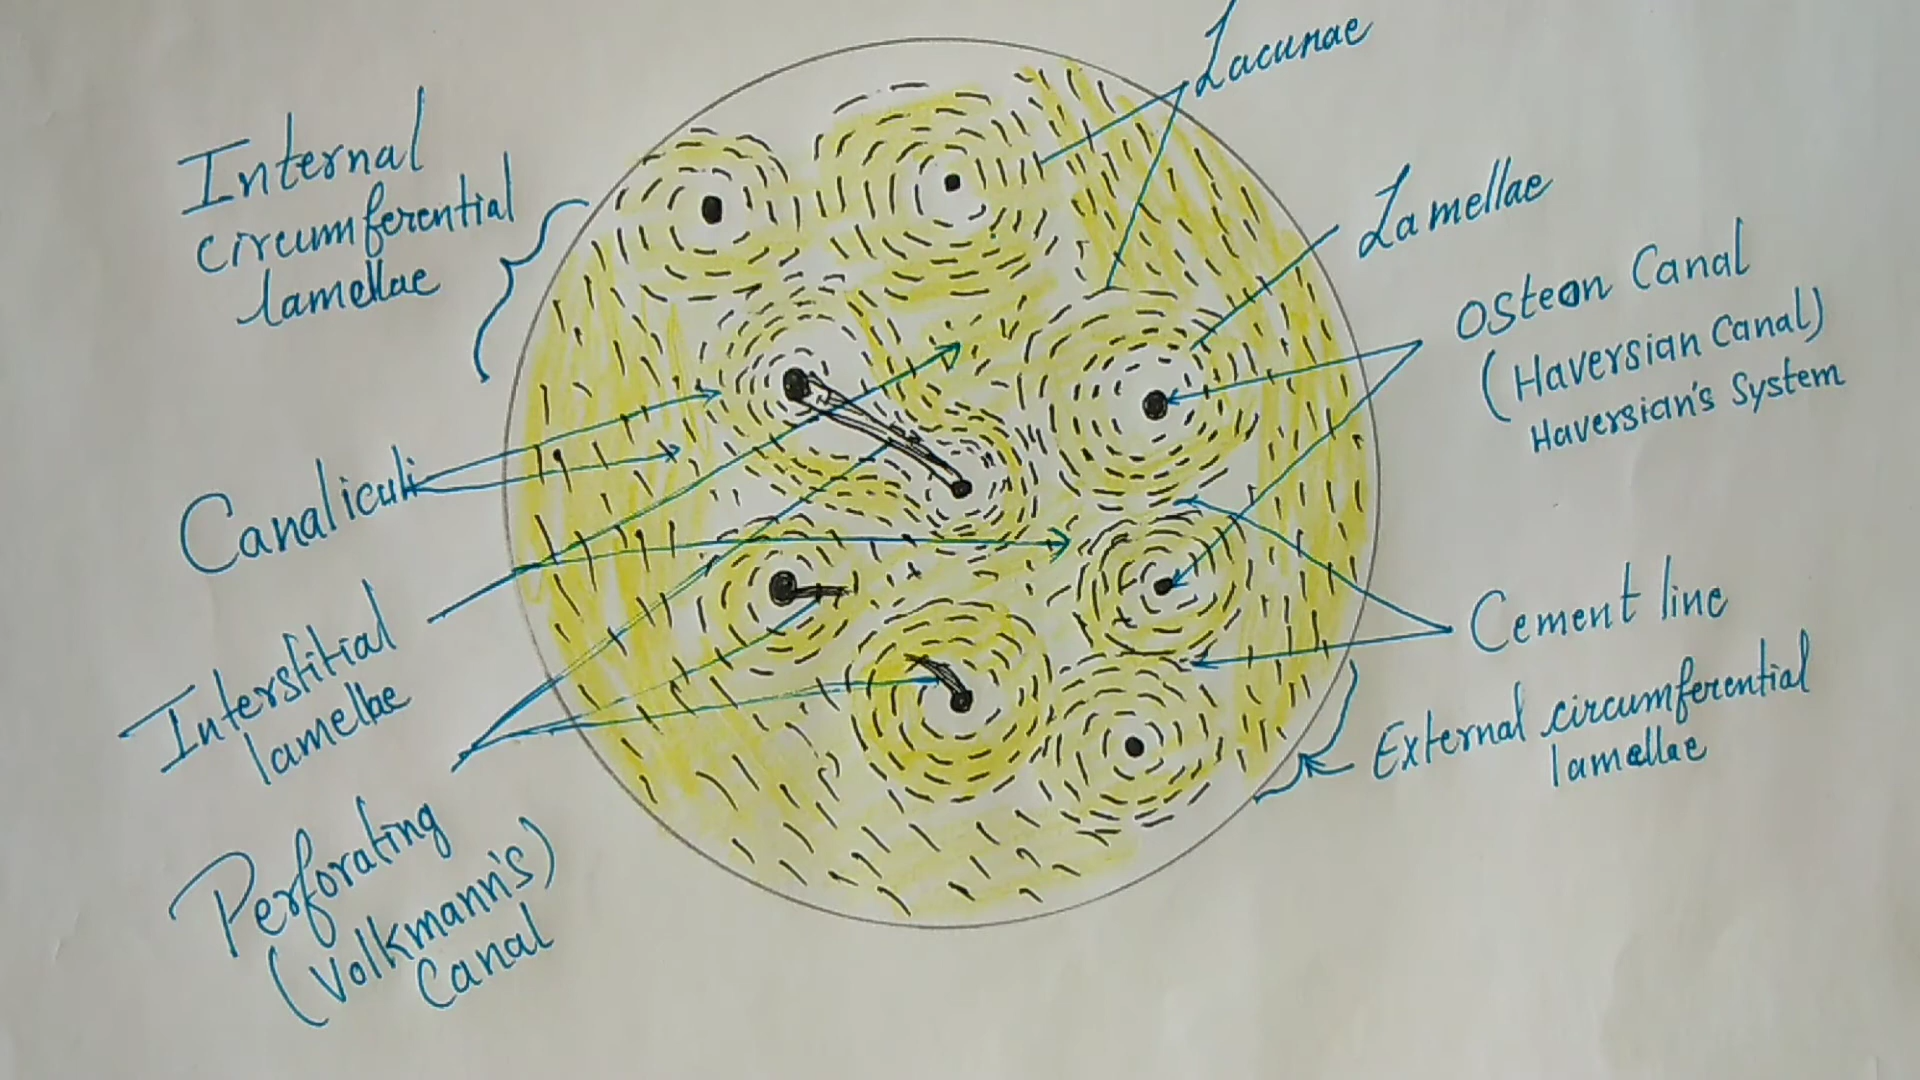 Internal
circumferential
lamellae
Canaliculi
Interstitial
lamellae
Perforating
(Volkmann's)
Canal
Lacunae
Lamellae
Osteon Canal
(Haversian Canal)
Haversian's System
Cement line
External circumferential
lamellae